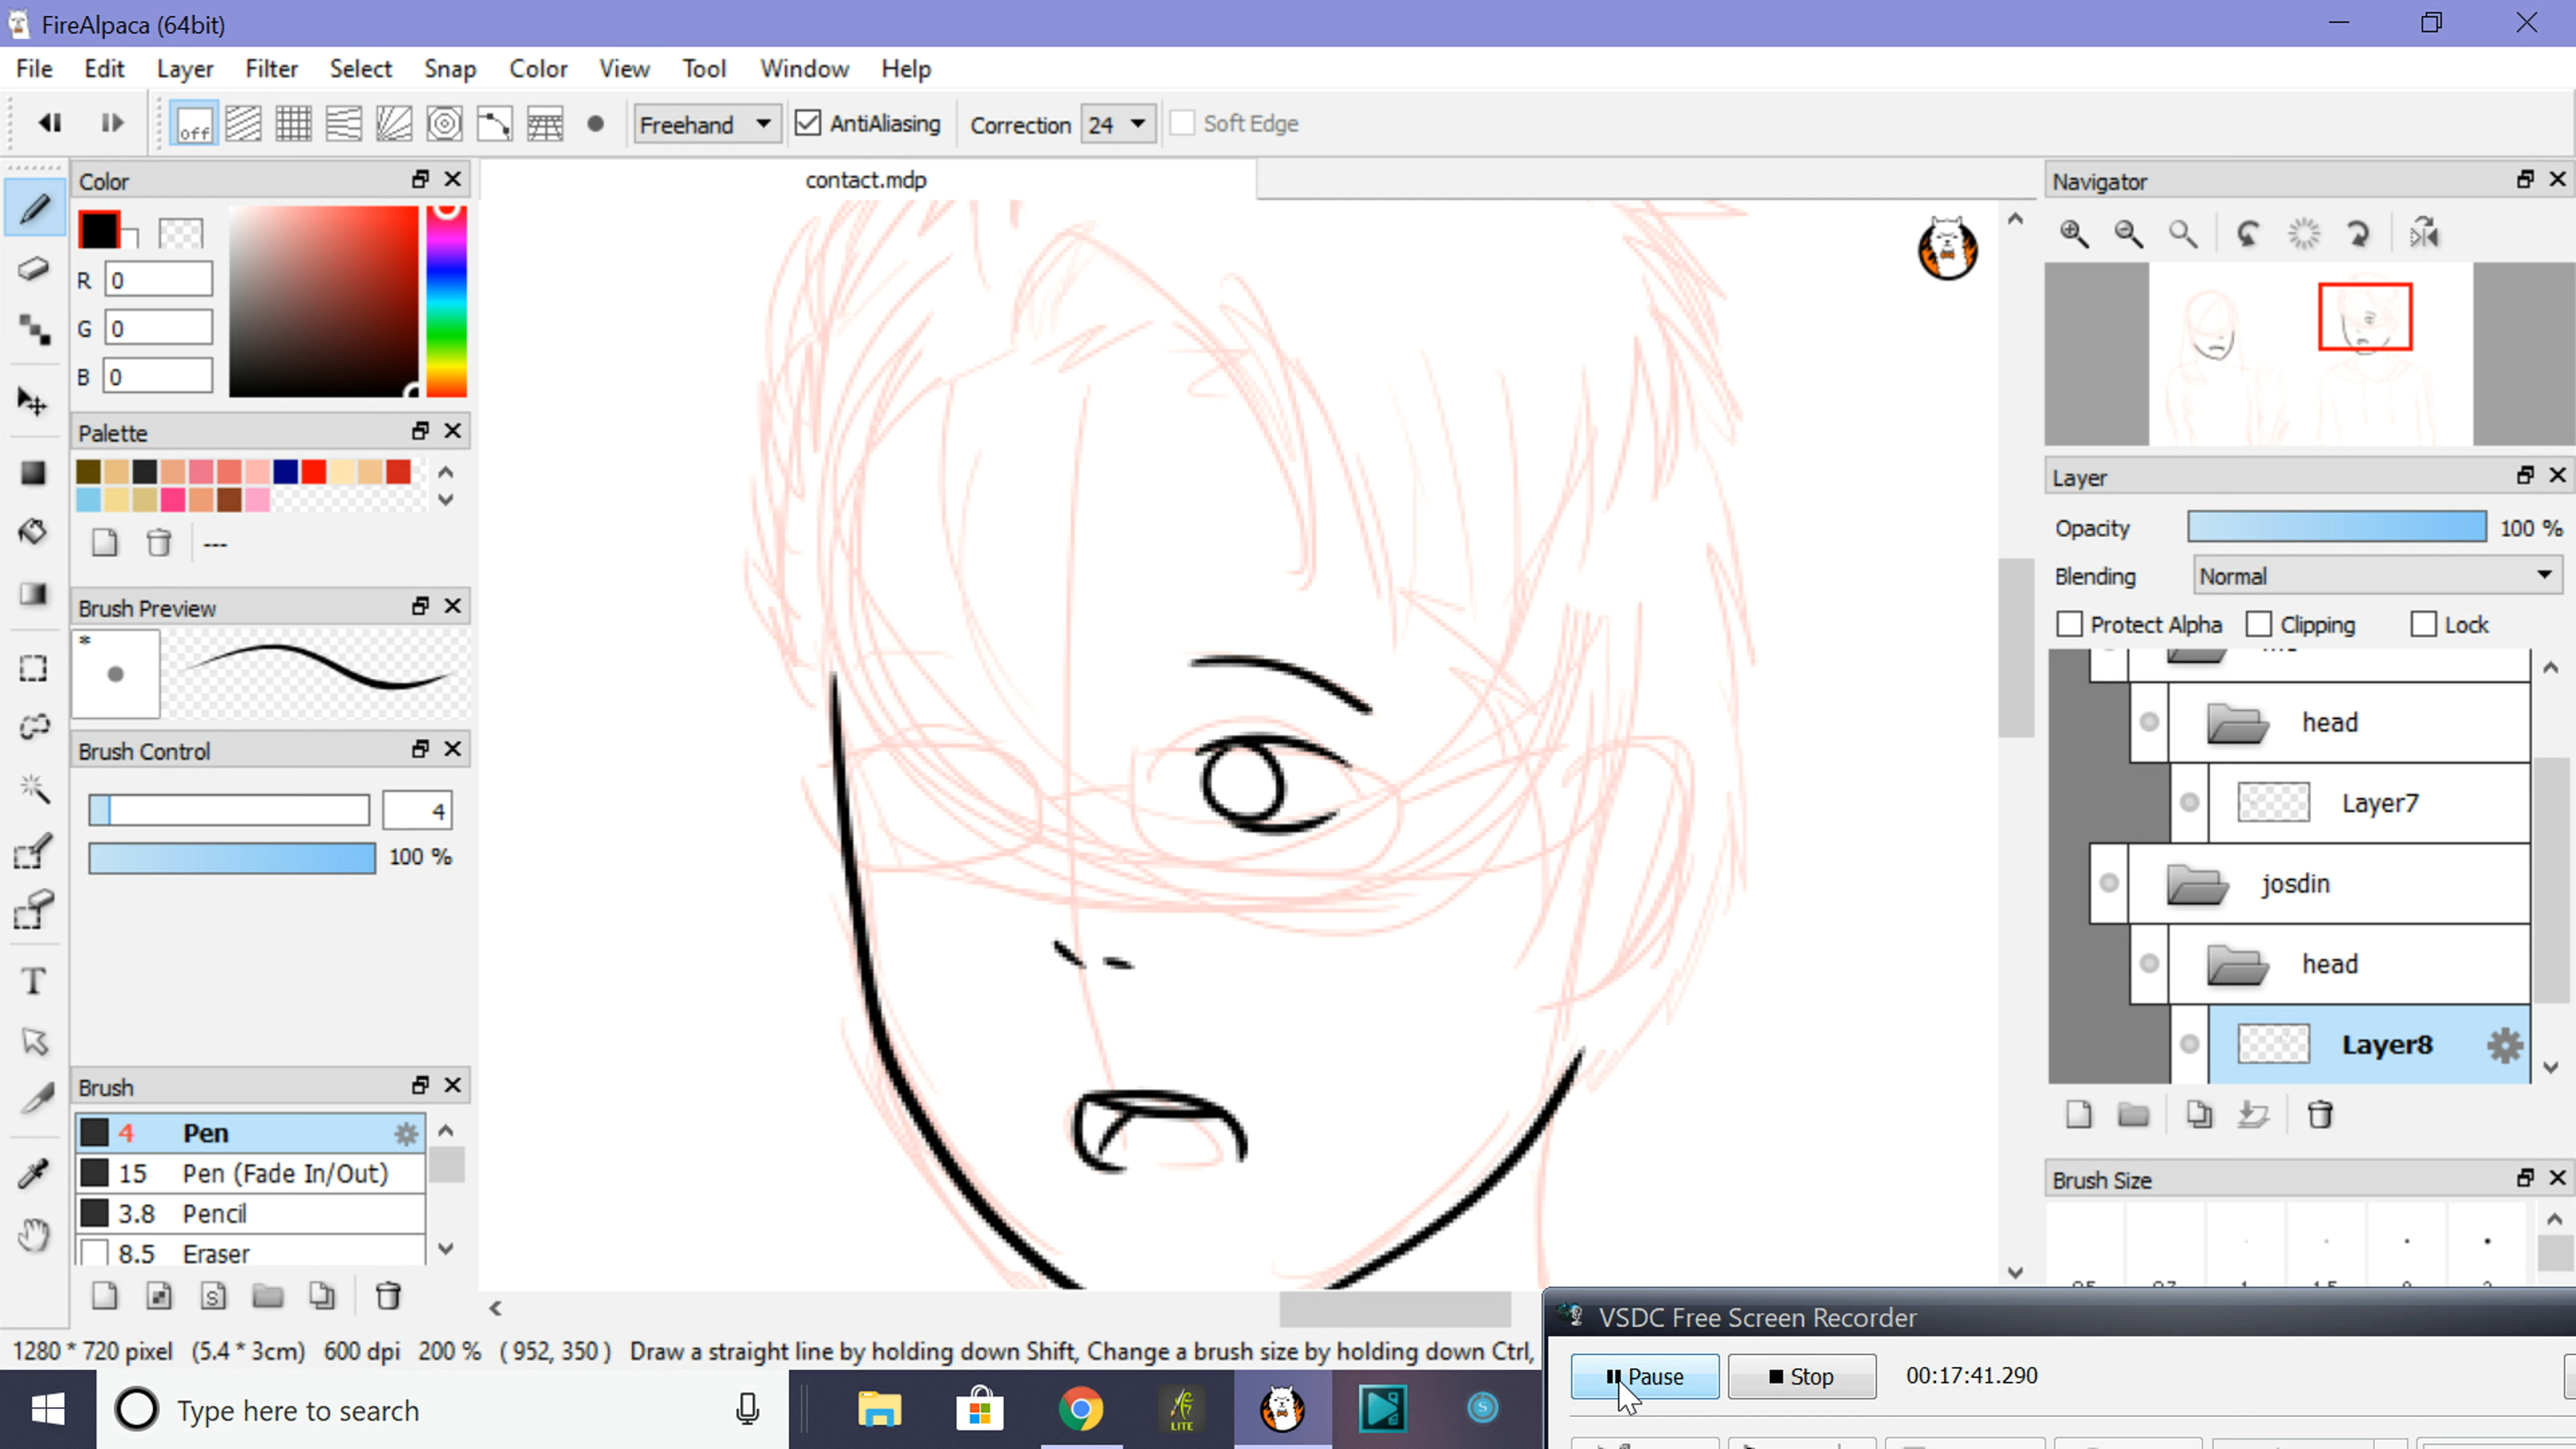 FireAlpaca (64bit)
File Edit Layer Filter Select Snap Color View Tool Window Help
off Freehand AntiAliasing Correction 24 Soft Edge
Color
R 0
G 0
B 0
Palette
---
Brush Preview
*
Brush Control
4
100 %
Brush
4 Pen
15 Pen (Fade In/Out)
3.8 Pencil
8.5 Eraser
contact.mdp
Navigator
Layer
Opacity 100 %
Blending Normal
Protect Alpha Clipping Lock
head
Layer7
josdin
head
Layer8
Brush Size
1280 * 720 pixel (5.4 * 3cm) 600 dpi 200 % ( 952, 350 ) Draw a straight line by holding down Shift, Change a brush size by holding down Ctrl,
VSDC Free Screen Recorder
Pause Stop 00:17:41.290
Type here to search
LITE
S